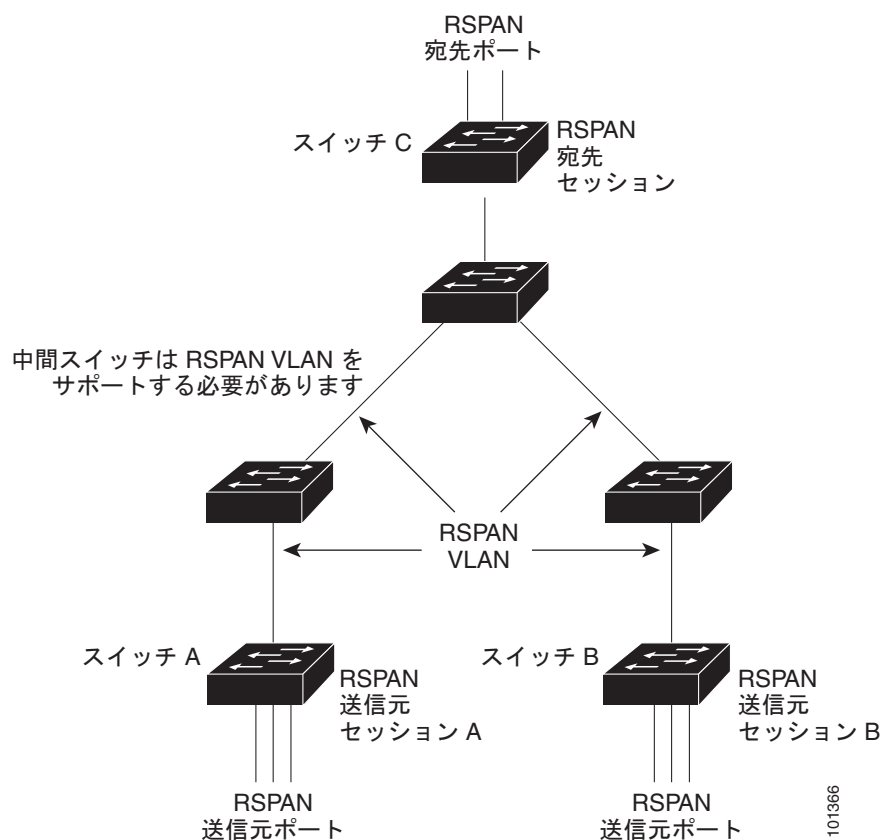 RSPAN
宛先ポート
スイッチ C
RSPAN
宛先
セッション
中間スイッチは RSPAN VLAN を
サポートする必要があります
RSPAN
VLAN
スイッチ A
RSPAN
送信元
セッション A
スイッチ B
RSPAN
送信元
セッション B
RSPAN
送信元ポート
RSPAN
送信元ポート
101366